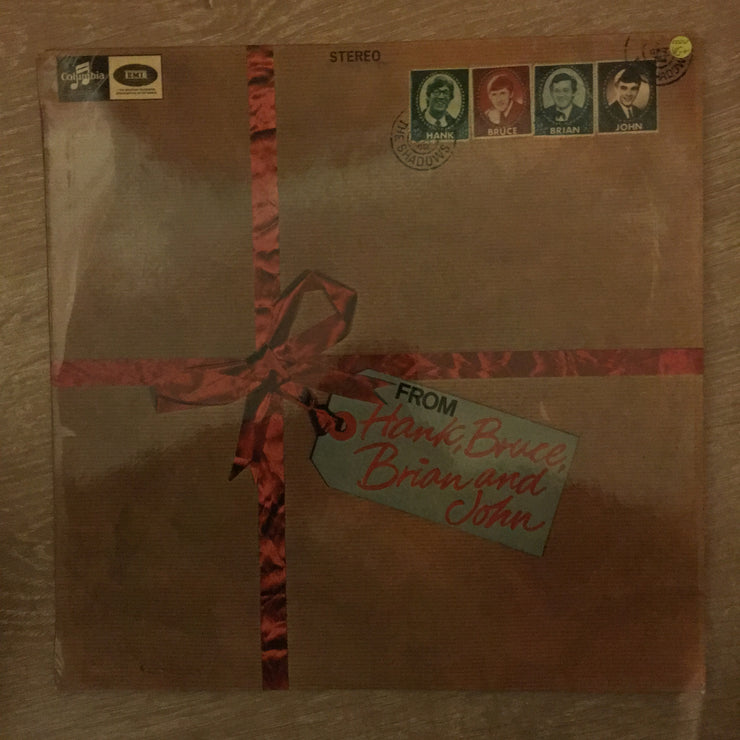 STEREO
Columbia
EMI
HANK
BRUCE
BRIAN
JOHN
THE SHADOWS
FROM
Hank, Bruce,
Brian and
John